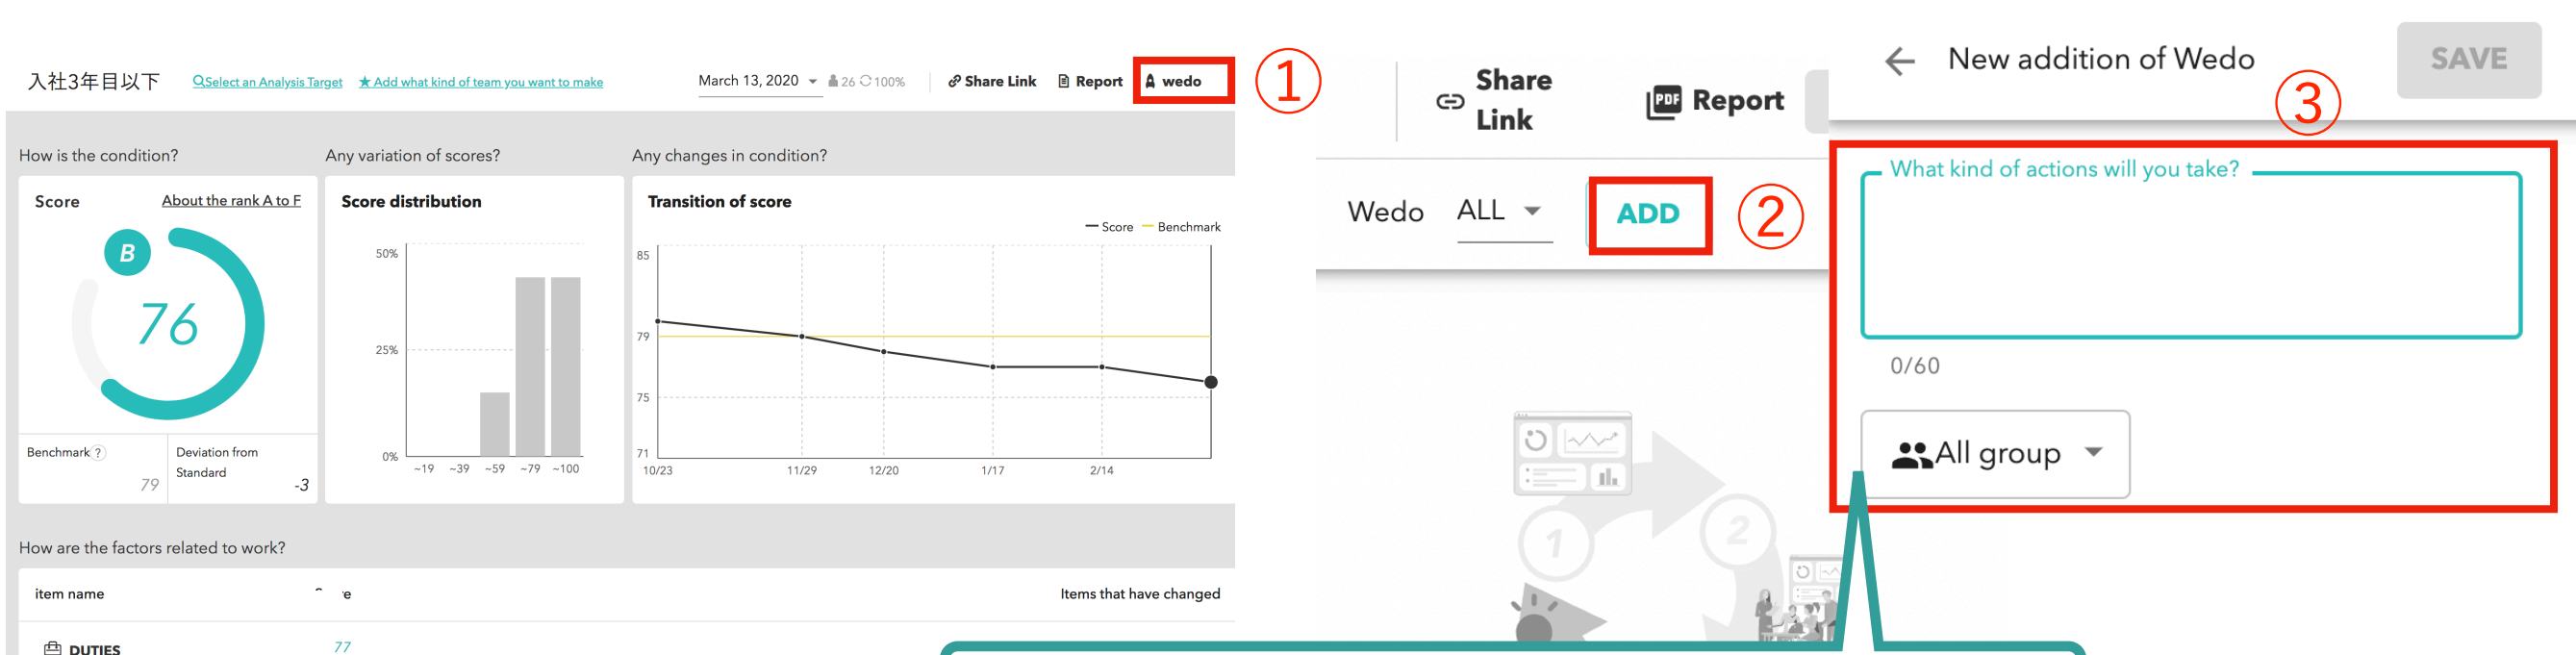 入社3年目以下
Select an Analysis Target
★ Add what kind of team you want to make
March 13, 2020
26
100%
Share Link
Report
wedo
①
How is the condition?
Any variation of scores?
Any changes in condition?
Score
About the rank A to F
B
76
Benchmark ?
79
Deviation from
Standard
-3
Score distribution
50%
25%
0%
~19 ~39 ~59 ~79 ~100
Transition of score
Score
Benchmark
85
79
75
71
10/23 11/29 12/20 1/17 2/14
How are the factors related to work?
item name
Items that have changed
DUTIES
77
Share
Link
PDF
Report
Wedo
ALL
ADD
②
1
2
New addition of Wedo
SAVE
③
What kind of actions will you take?
0/60
All group